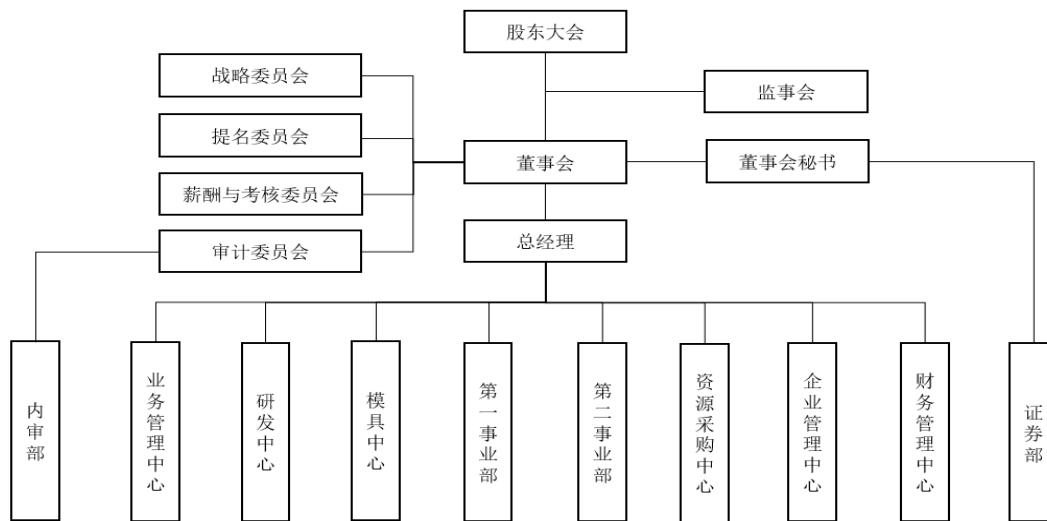 股东大会
战略委员会
监事会
提名委员会
董事会
董事会秘书
薪酬与考核委员会
总经理
审计委员会
内审部
业务管理中心
研发中心
模具中心
第一事业部
第二事业部
资源采购中心
企业管理中心
财务管理中心
证券部